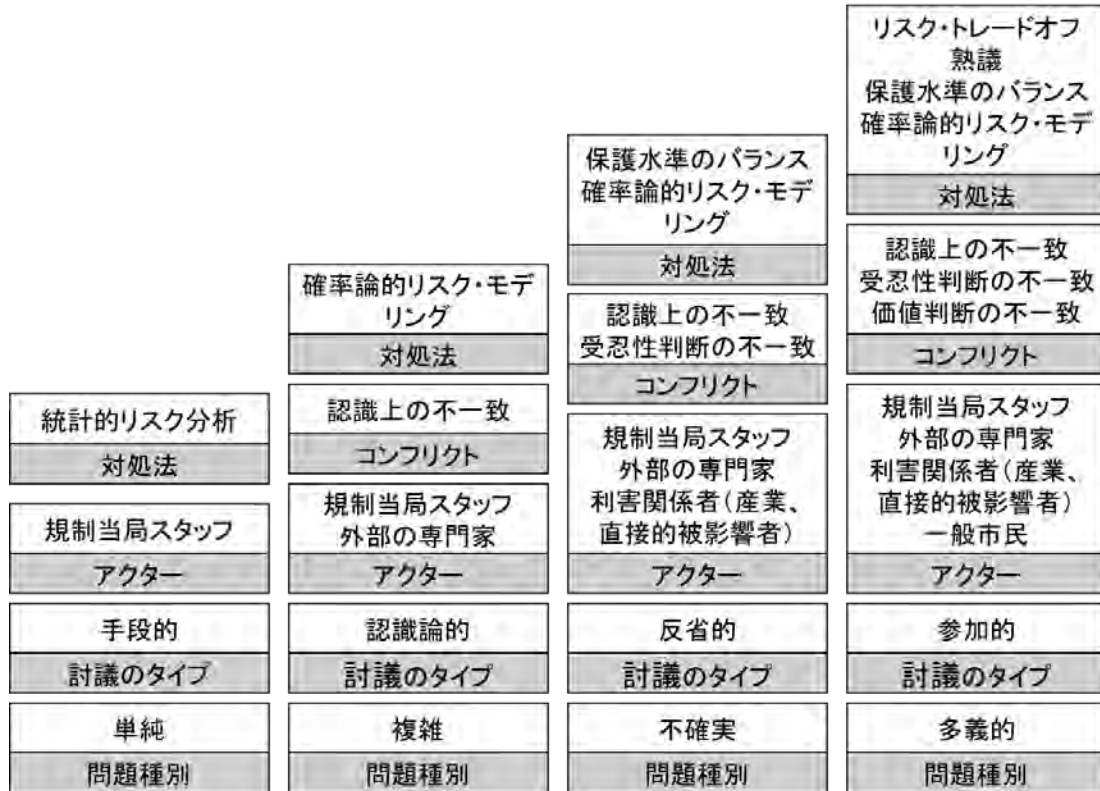 統計的リスク分析
対処法
規制当局スタッフ
アクター
手段的
討議のタイプ
単純
問題種別
確率論的リスク・モデ
リング
対処法
認識上の不一致
コンフリクト
規制当局スタッフ
外部の専門家
アクター
認識論的
討議のタイプ
複雑
問題種別
保護水準のバランス
確率論的リスク・モデ
リング
対処法
認識上の不一致
受忍性判断の不一致
コンフリクト
規制当局スタッフ
外部の専門家
利害関係者(産業、
直接的被影響者)
アクター
反省的
討議のタイプ
不確実
問題種別
リスク・トレードオフ
熟議
保護水準のバランス
確率論的リスク・モデ
リング
対処法
認識上の不一致
受忍性判断の不一致
価値判断の不一致
コンフリクト
規制当局スタッフ
外部の専門家
利害関係者(産業、
直接的被影響者)
一般市民
アクター
参加的
討議のタイプ
多義的
問題種別